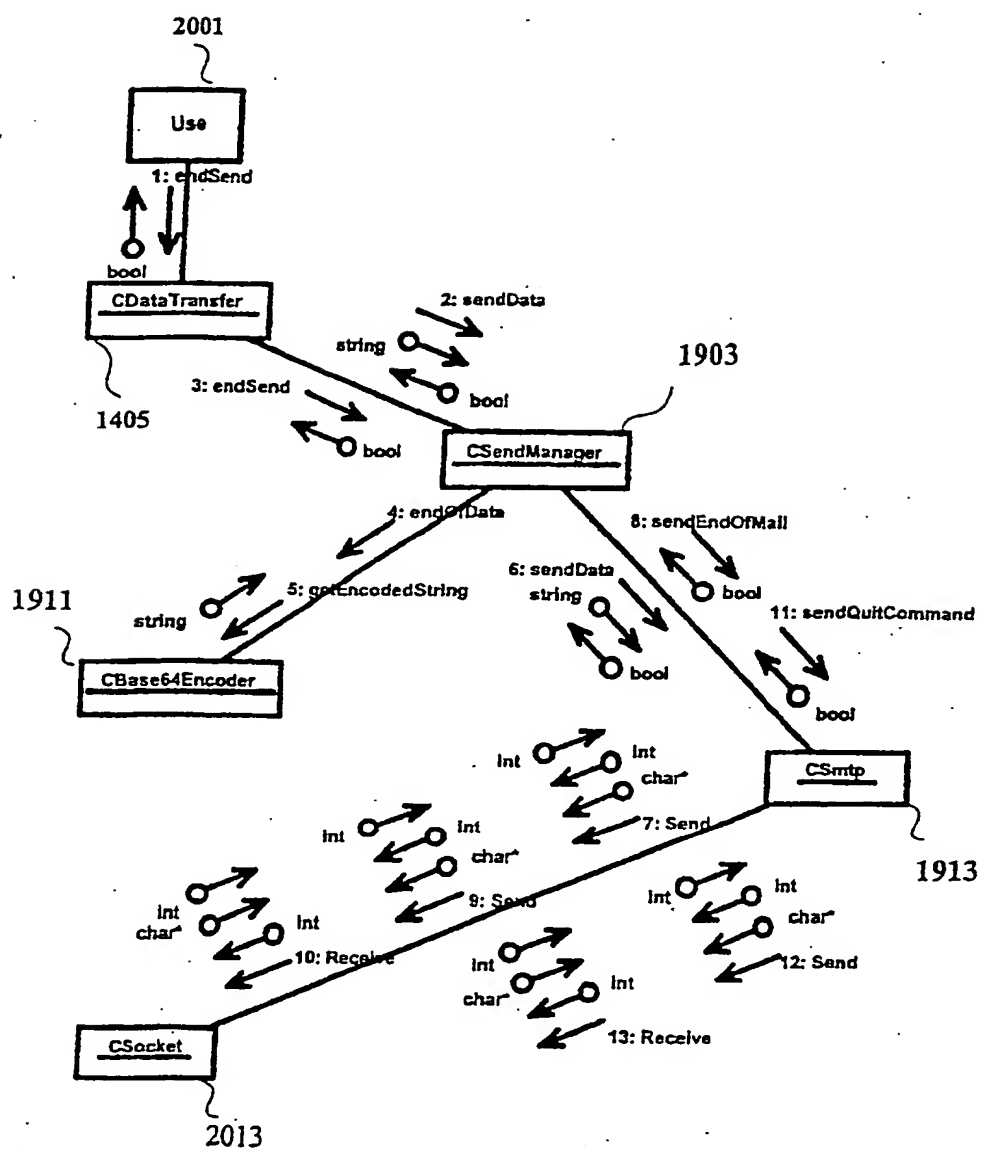 2001
Use
1: endSend
bool
CDataTransfer
1405
2: sendData
string
bool
3: endSend
bool
1903
CSendManager
4: endOfData
5: getEncodedString
string
1911
CBase64Encoder
8: sendEndOfMail
bool
6: sendData
string
bool
11: sendQuitCommand
bool
CSmtp
1913
Int
Int
char*
7: Send
Int
Int
char*
9: Send
Int
char*
Int
10: Receive
Int
Int
char*
12: Send
Int
char*
Int
13: Receive
CSocket
2013